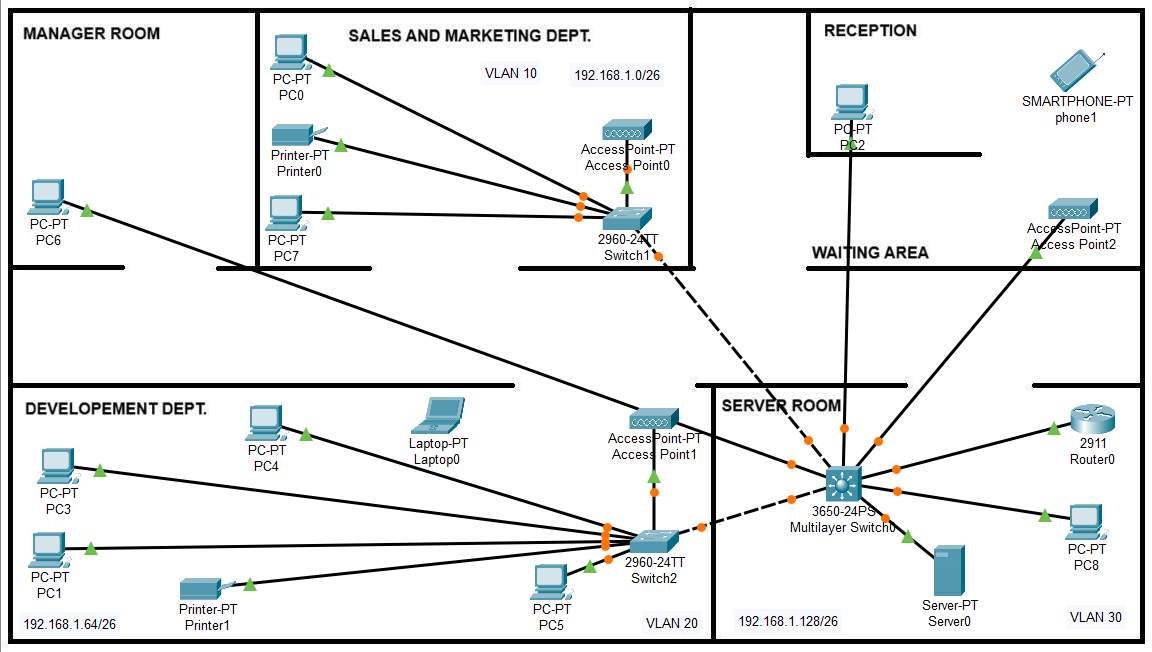 MANAGER ROOM
SALES AND MARKETING DEPT.
VLAN 10
192.168.1.0/26
RECEPTION
PC-PT
PC0
Printer-PT
Printer0
PC-PT
PC7
AccessPoint-PT
Access Point0
2960-24TT
Switch1
PC-PT
PC2
SMARTPHONE-PT
phone1
PC-PT
PC6
AccessPoint-PT
Access Point2
WAITING AREA
DEVELOPEMENT DEPT.
PC-PT
PC4
Laptop-PT
Laptop0
AccessPoint-PT
Access Point1
PC-PT
PC3
PC-PT
PC1
Printer-PT
Printer1
PC-PT
PC5
2960-24TT
Switch2
192.168.1.64/26
VLAN 20
SERVER ROOM
2911
Router0
3650-24PS
Multilayer Switch0
PC-PT
PC8
Server-PT
Server0
192.168.1.128/26
VLAN 30